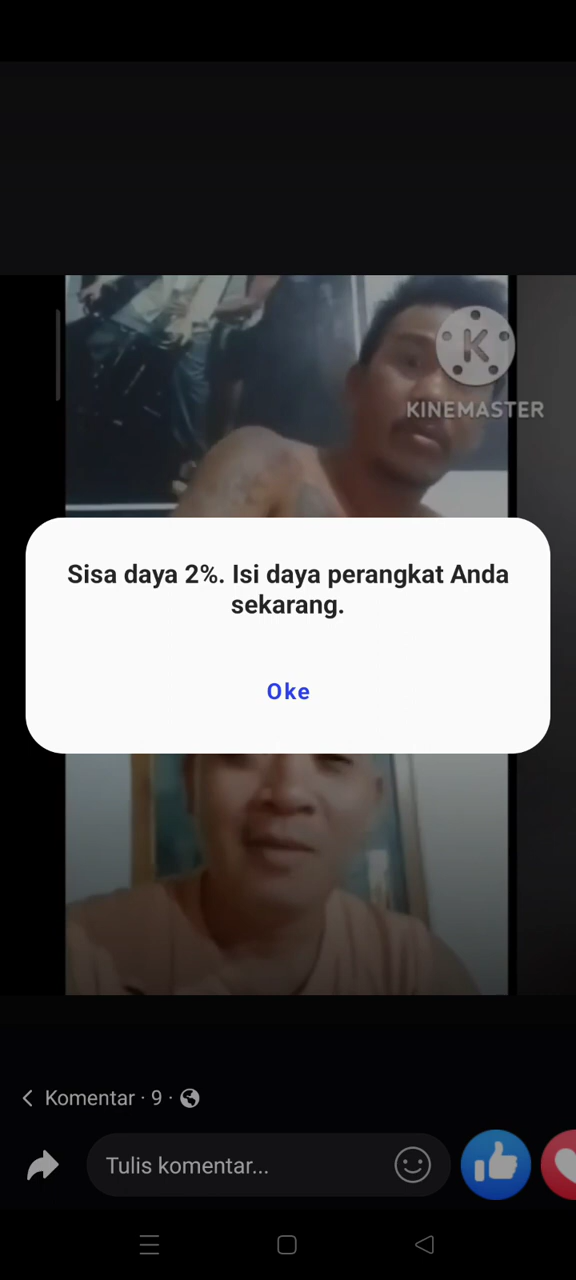 KINEMASTER
Sisa daya 2%. Isi daya perangkat Anda
sekarang.
Oke
Komentar · 9 ·
Tulis komentar...